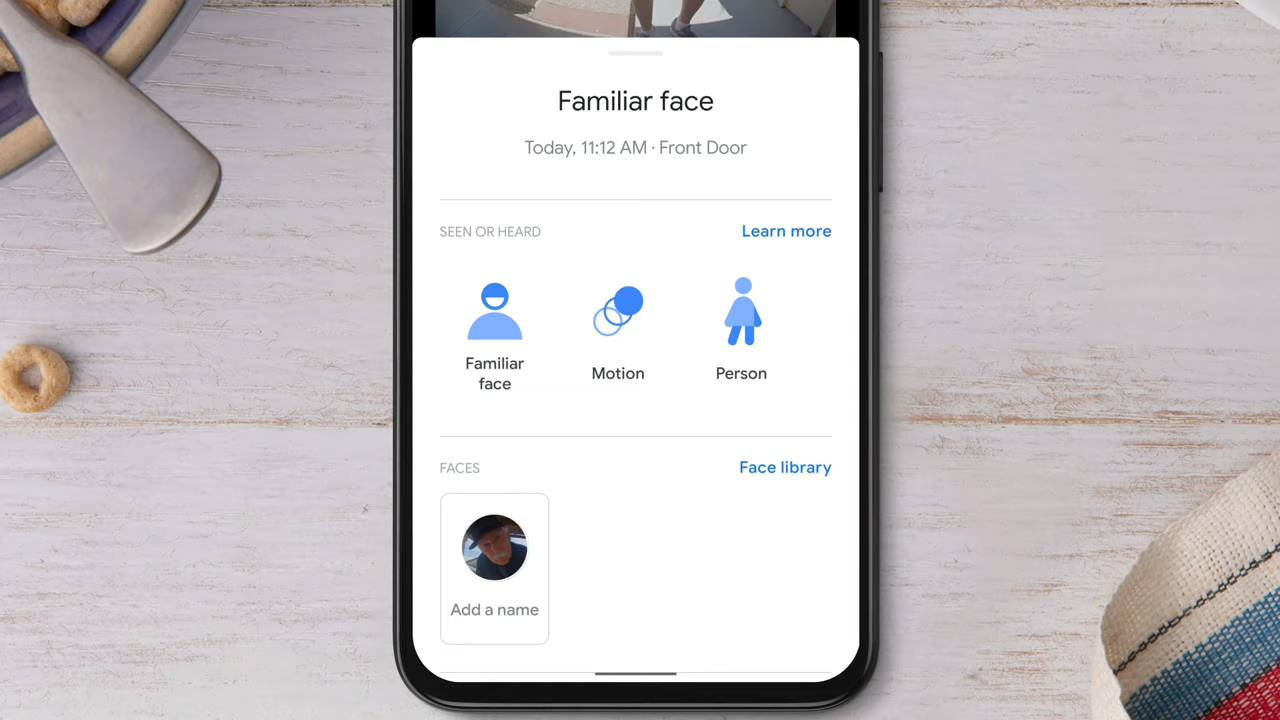 Familiar face
Today, 11:12 AM · Front Door
SEEN OR HEARD
Learn more
Familiar
face
Motion
Person
FACES
Face library
Add a name